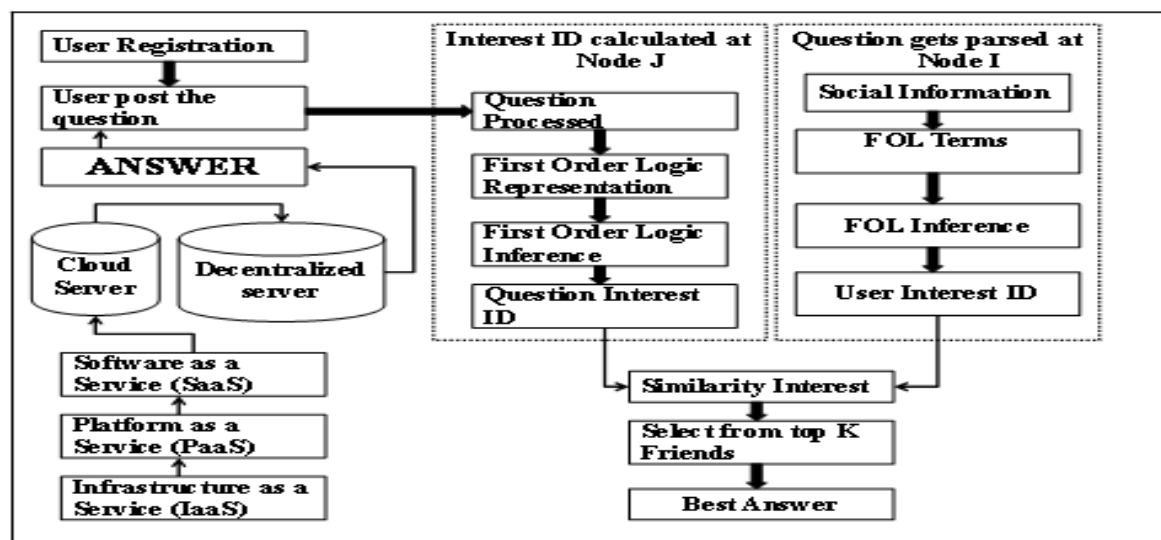 User Registration
User post the
question
ANSWER
Cloud
Server
Decentralized
server
Software as a
Service (SaaS)
Platform as a
Service (PaaS)
Infrastructure as a
Service (IaaS)
Interest ID calculated at
Node J
Question
Processed
First Order Logic
Representation
First Order Logic
Inference
Question Interest
ID
Question gets parsed at
Node I
Social Information
FOL Terms
FOL Inference
User Interest ID
Similarity Interest
Select from top K
Friends
Best Answer